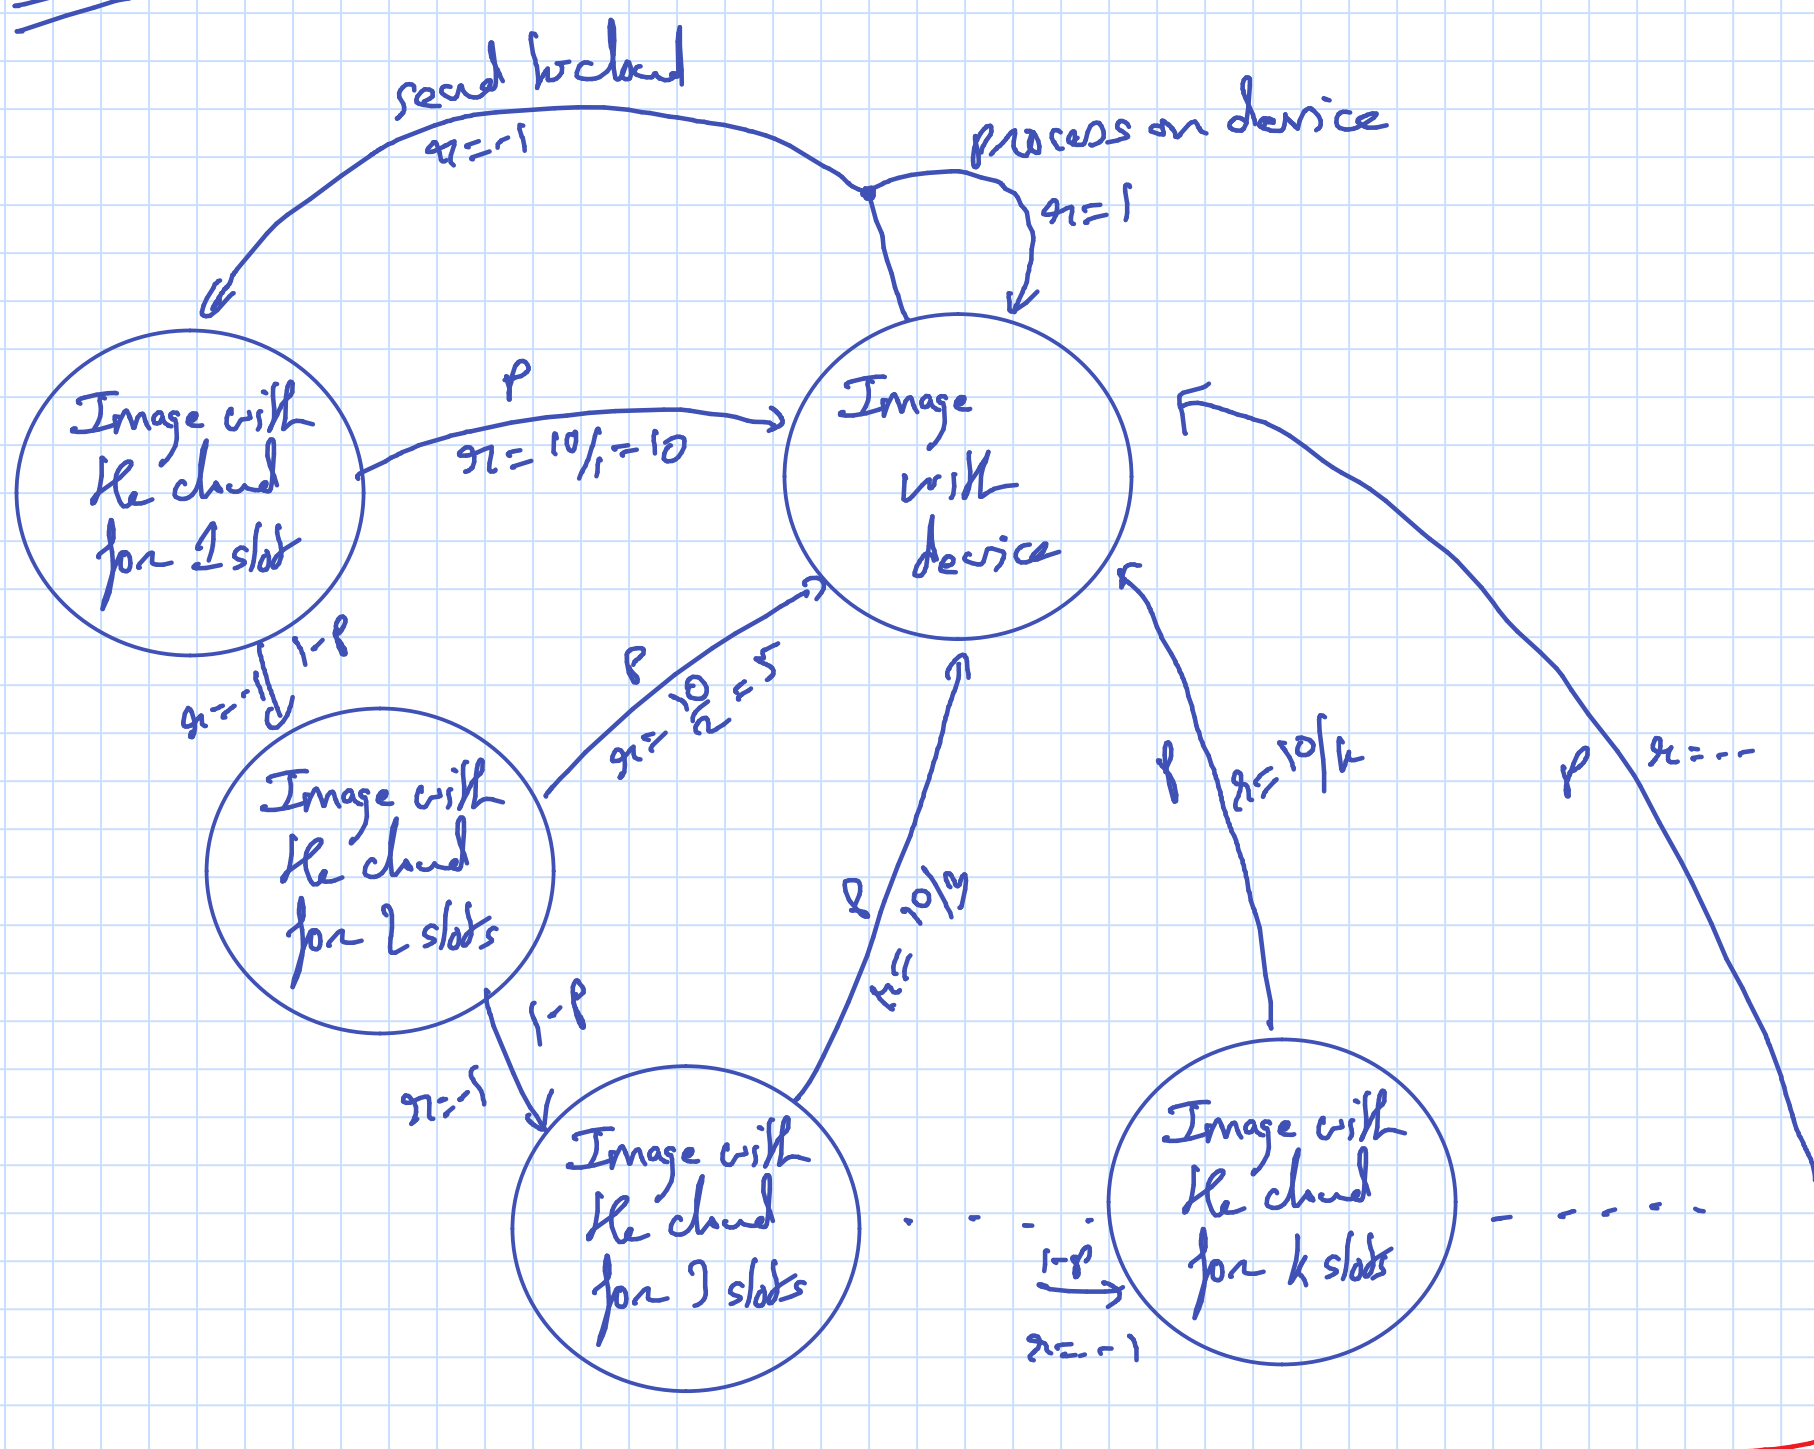 send to cloud
r = -1
process on device
r = 1
Image with
the cloud
for 1 slot
p
r = 10/1 = 10
Image
with
device
1-p
r = -1
p
r = 10/2 = 5
Image with
the cloud
for 2 slots
p
r = 10/k
p
r = --
p
r = 10/3
1-p
r = -1
Image with
the cloud
for 3 slots
- - - -
1-p
r = -1
Image with
the cloud
for k slots
- - - - -